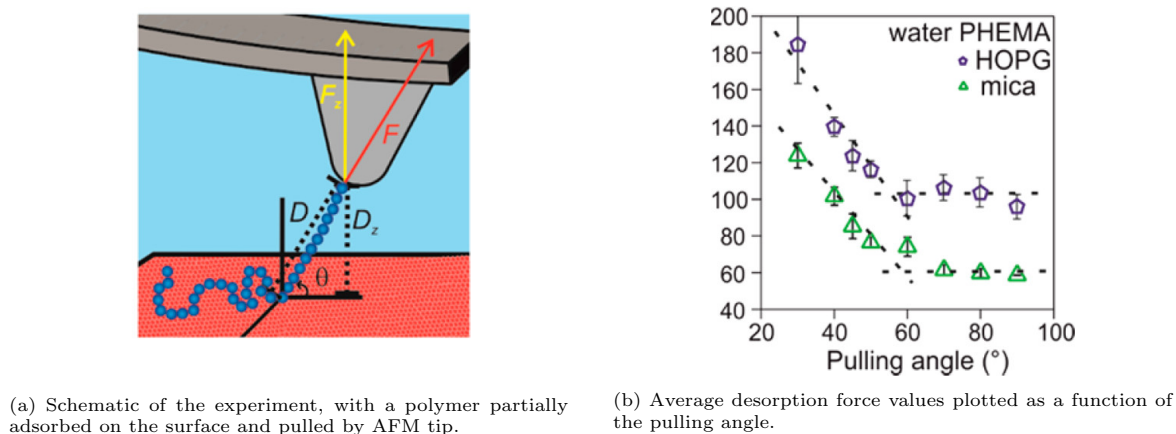 F_z
F
D
D_z
θ
water PHEMA
HOPG
mica
200
180
160
140
120
100
80
60
40
20 40 60 80 100
Pulling angle (°)
(a) Schematic of the experiment, with a polymer partially
adsorbed on the surface and pulled by AFM tip.
(b) Average desorption force values plotted as a function of
the pulling angle.